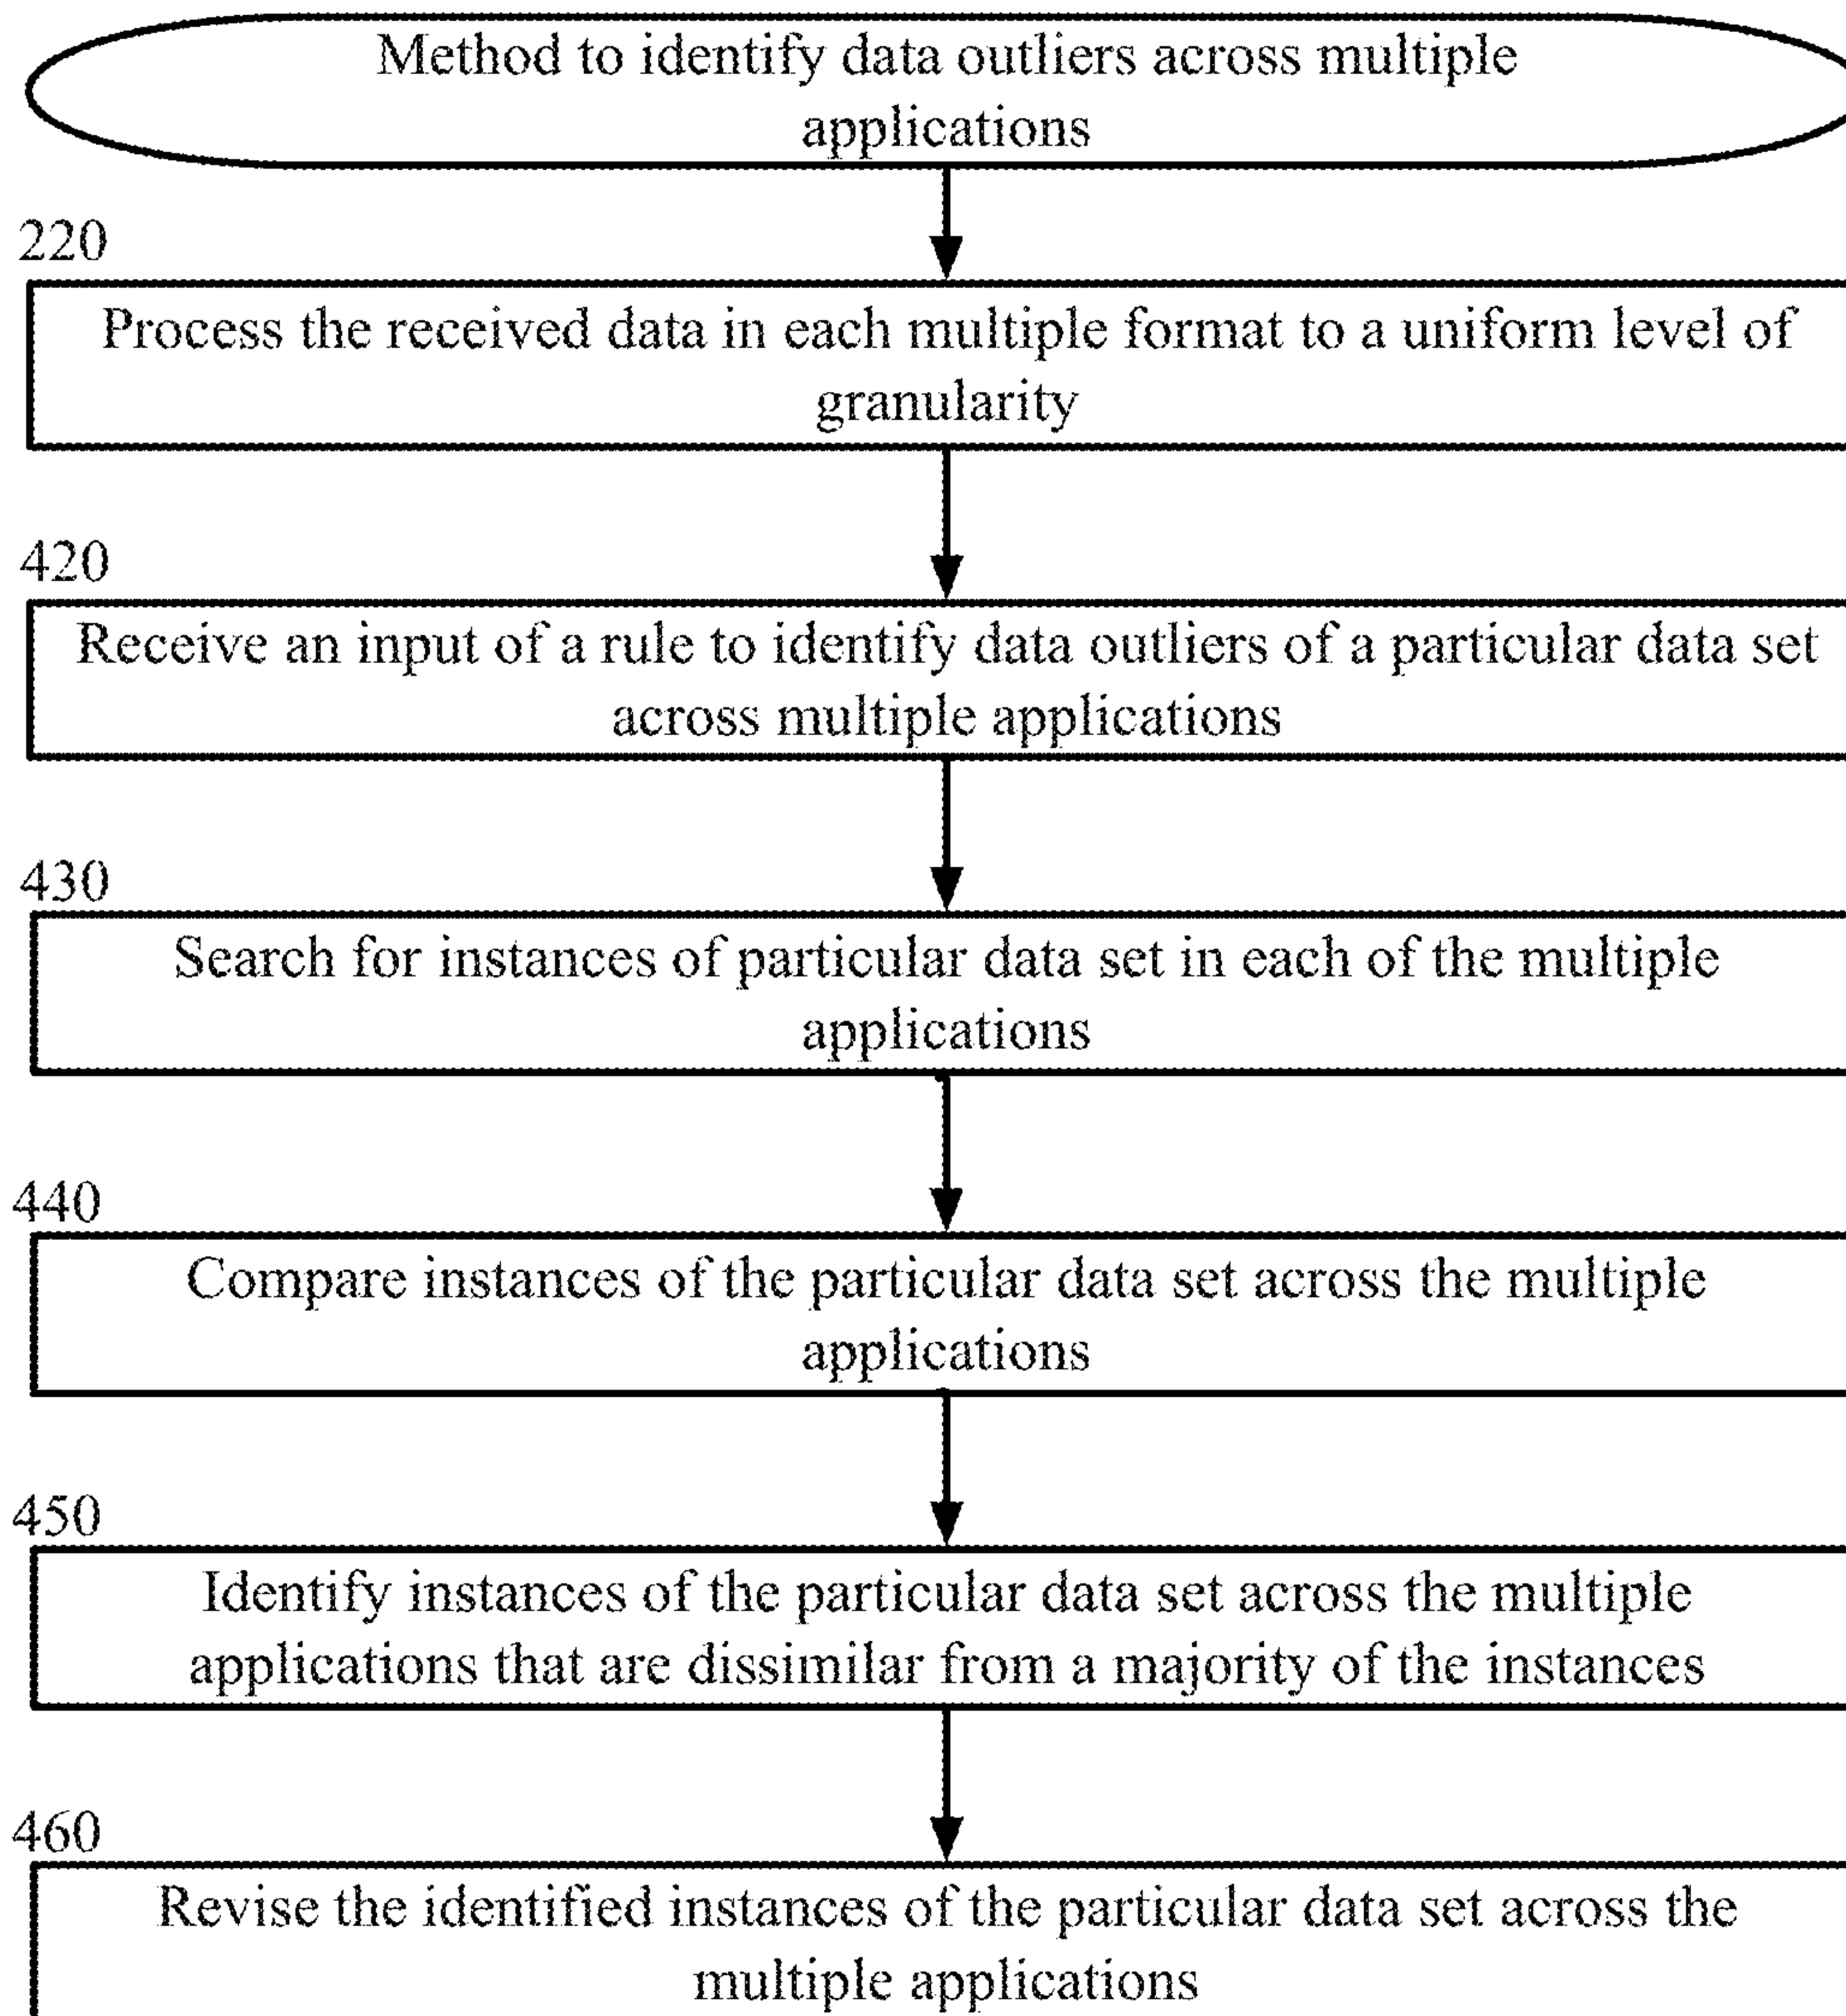 Method to identify data outliers across multiple
applications
220
Process the received data in each multiple format to a uniform level of
granularity
420
Receive an input of a rule to identify data outliers of a particular data set
across multiple applications
430
Search for instances of particular data set in each of the multiple
applications
440
Compare instances of the particular data set across the multiple
applications
450
Identify instances of the particular data set across the multiple
applications that are dissimilar from a majority of the instances
460
Revise the identified instances of the particular data set across the
multiple applications